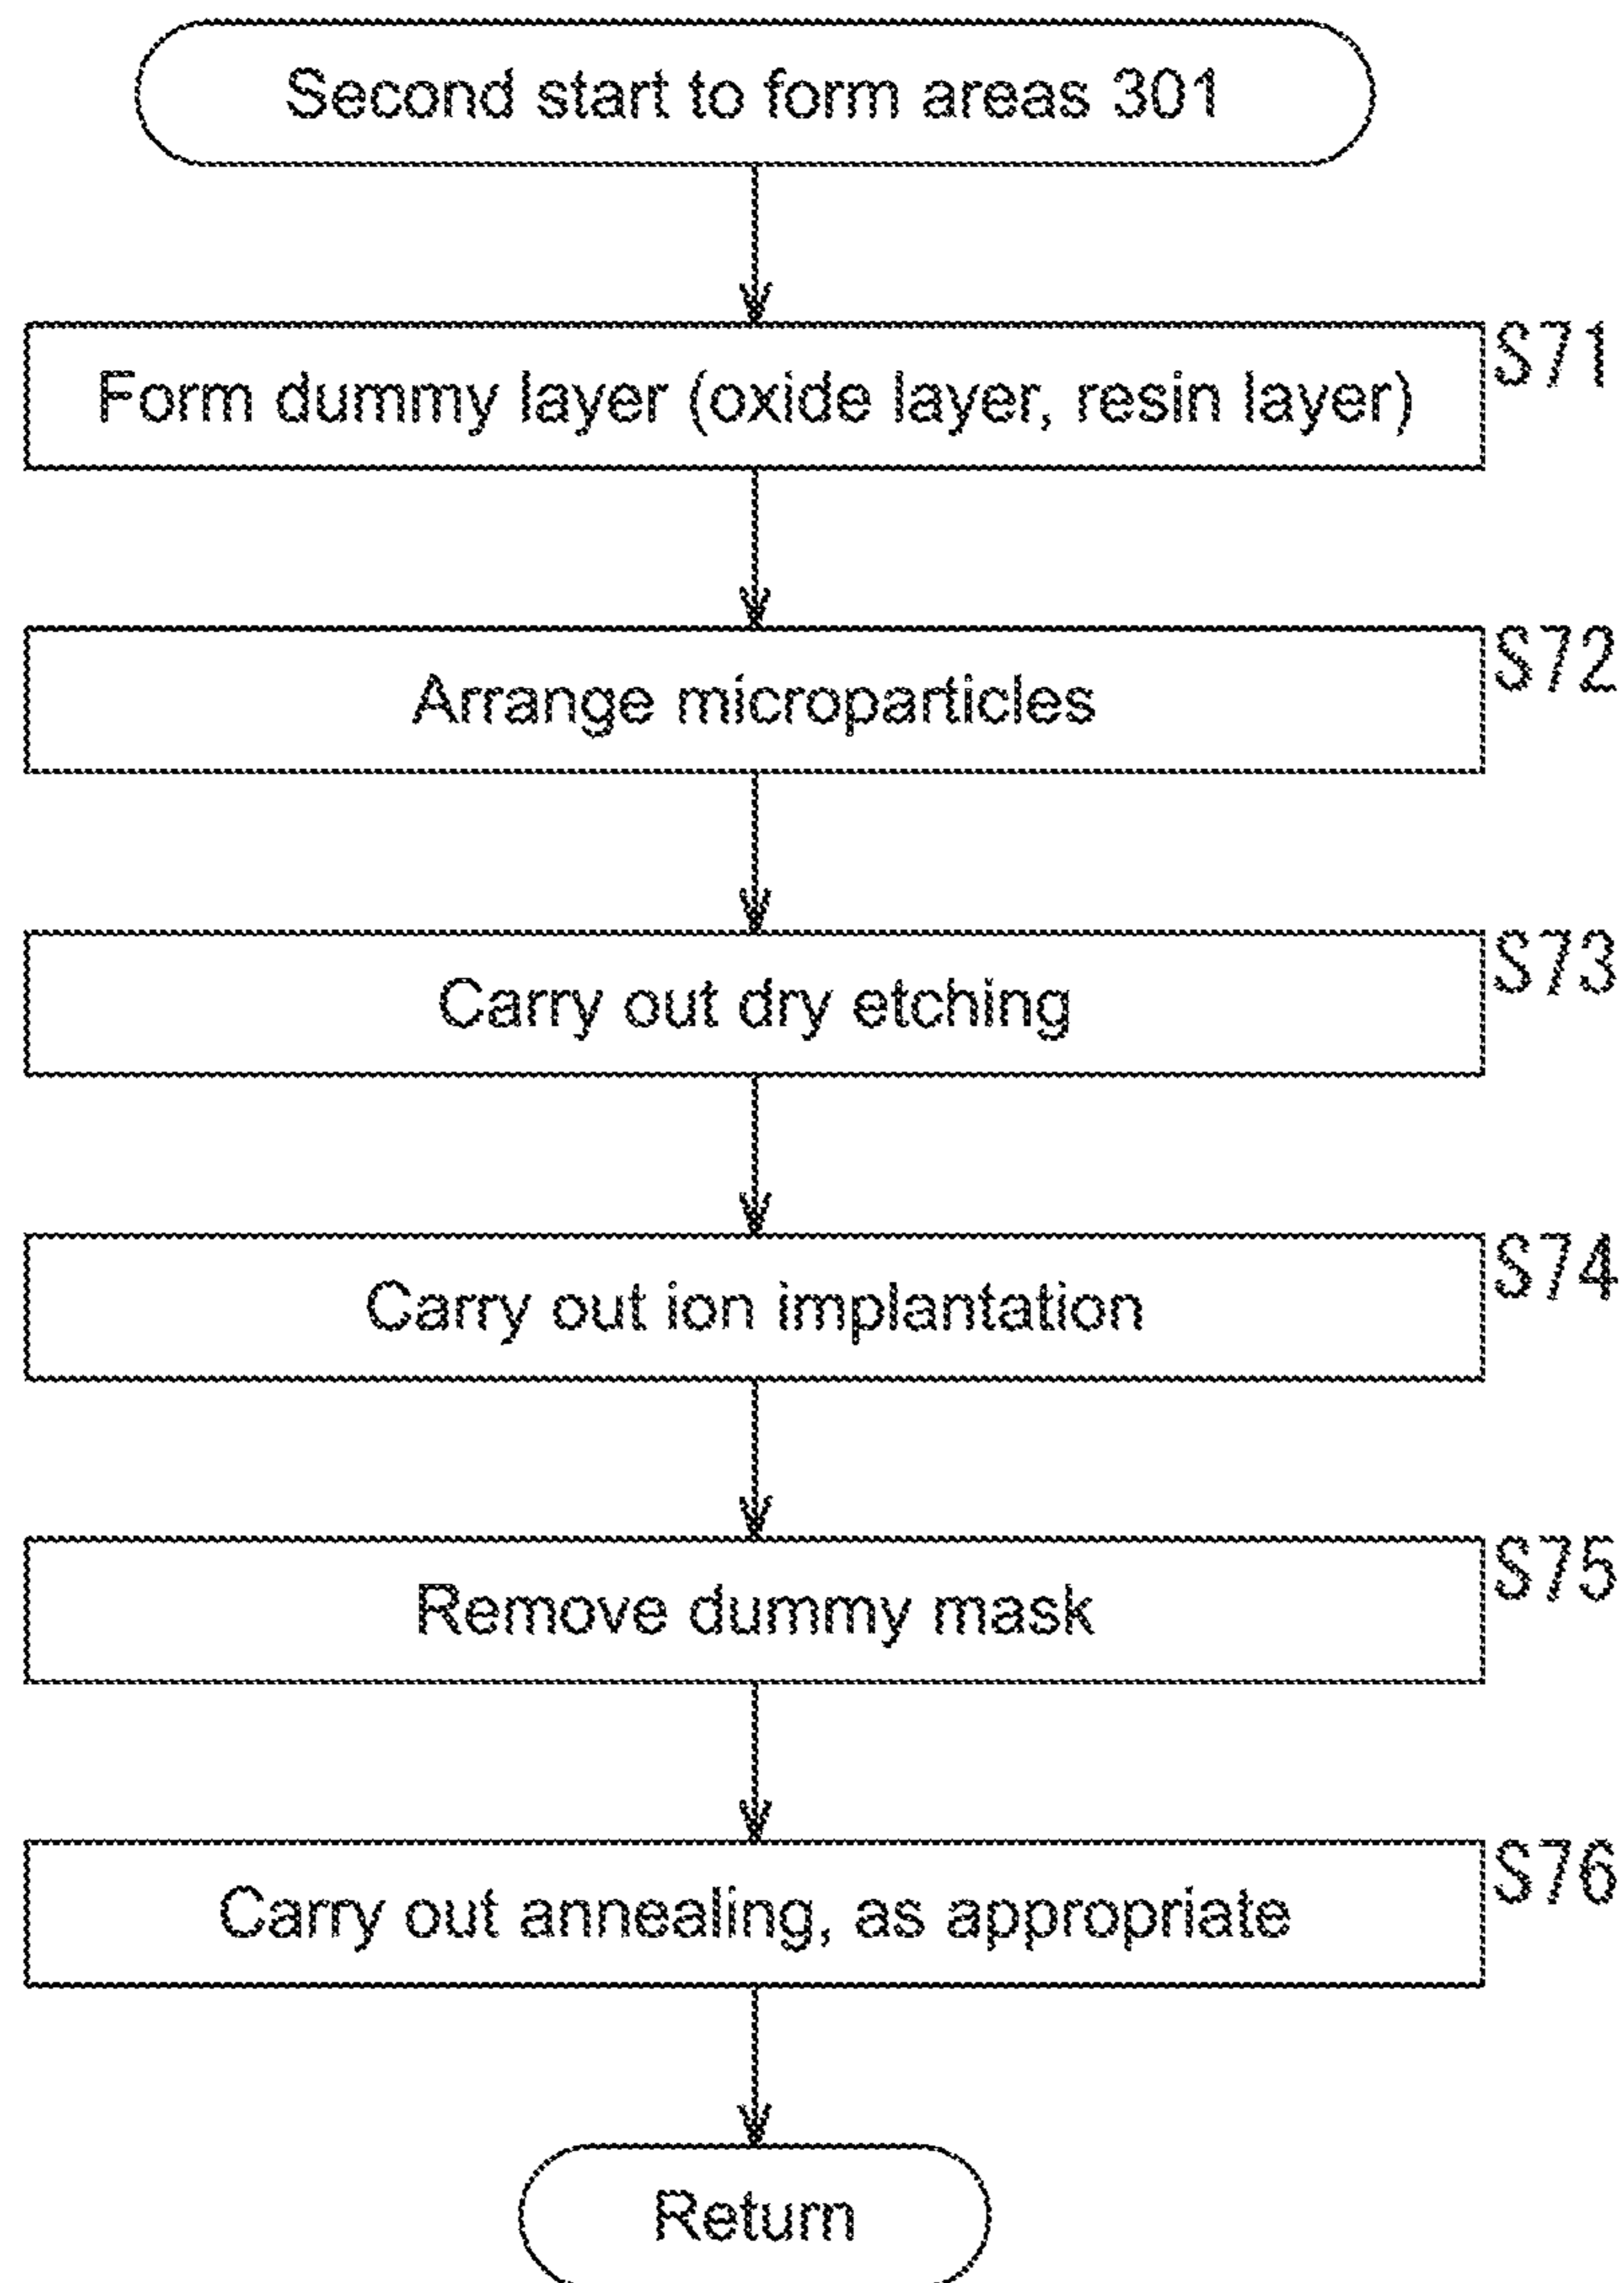 Second start to form areas 301
S71
Form dummy layer (oxide layer, resin layer)
S72
Arrange microparticles
S73
Carry out dry etching
S74
Carry out ion implantation
S75
Remove dummy mask
S76
Carry out annealing, as appropriate
Return